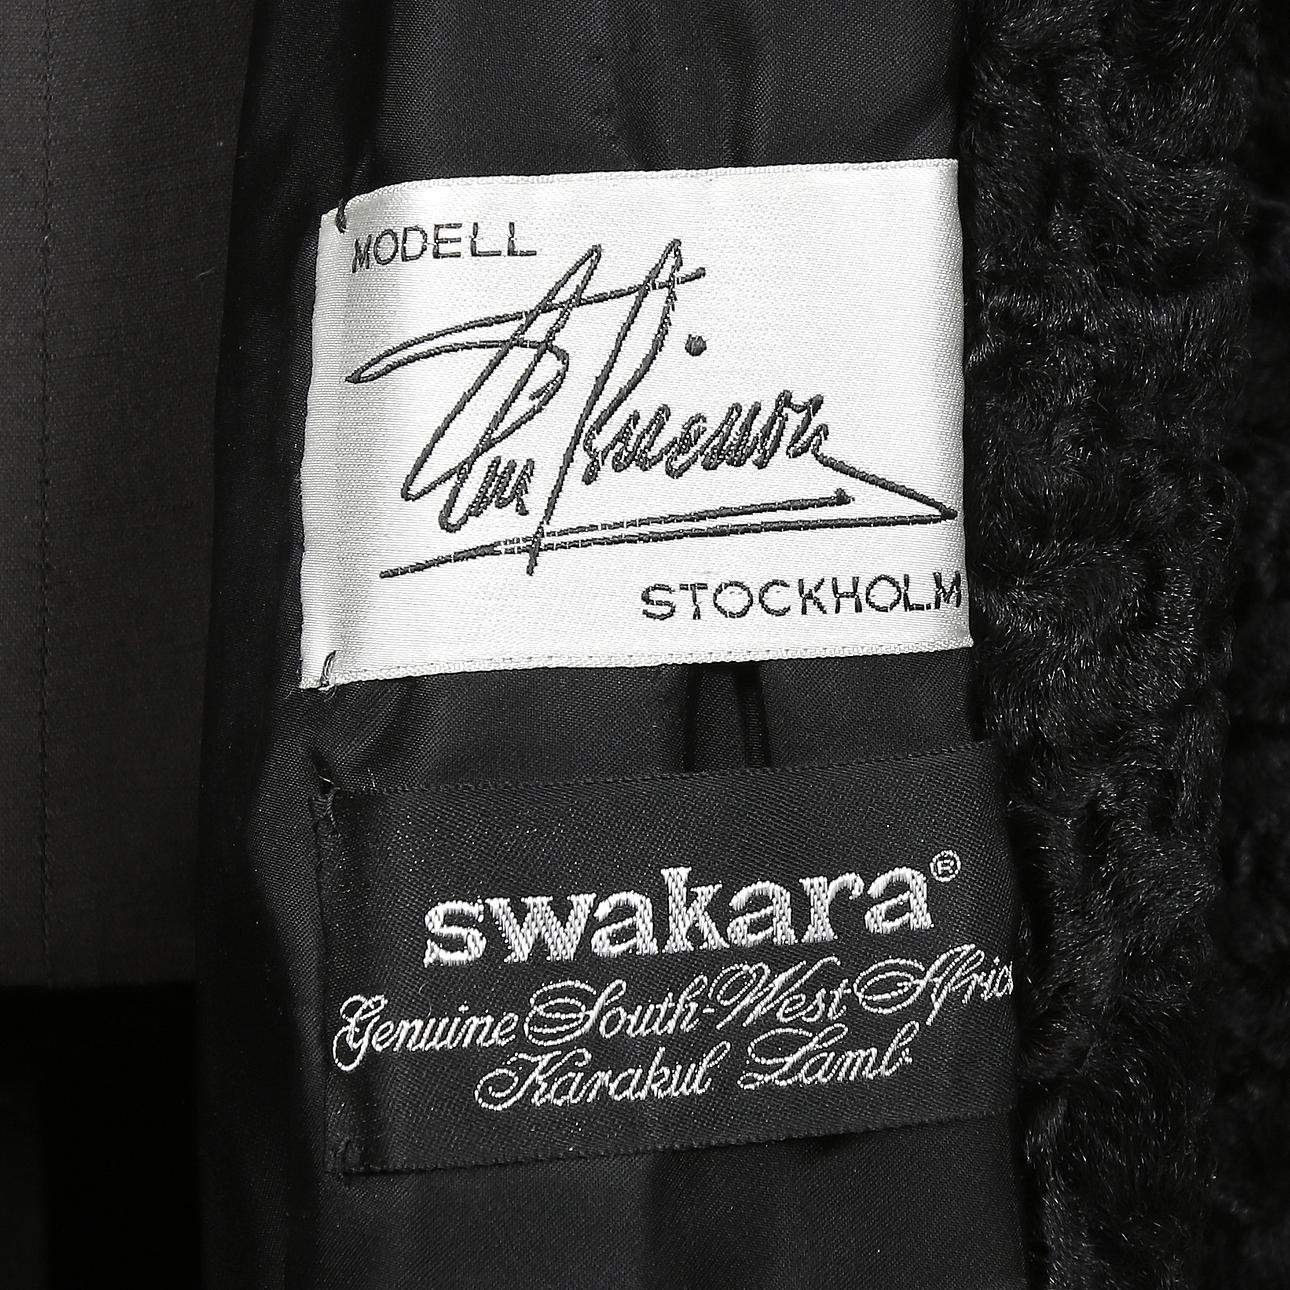 MODELL
STOCKHOLM
swakara®
Genuine South-West Africa
Karakul Lamb